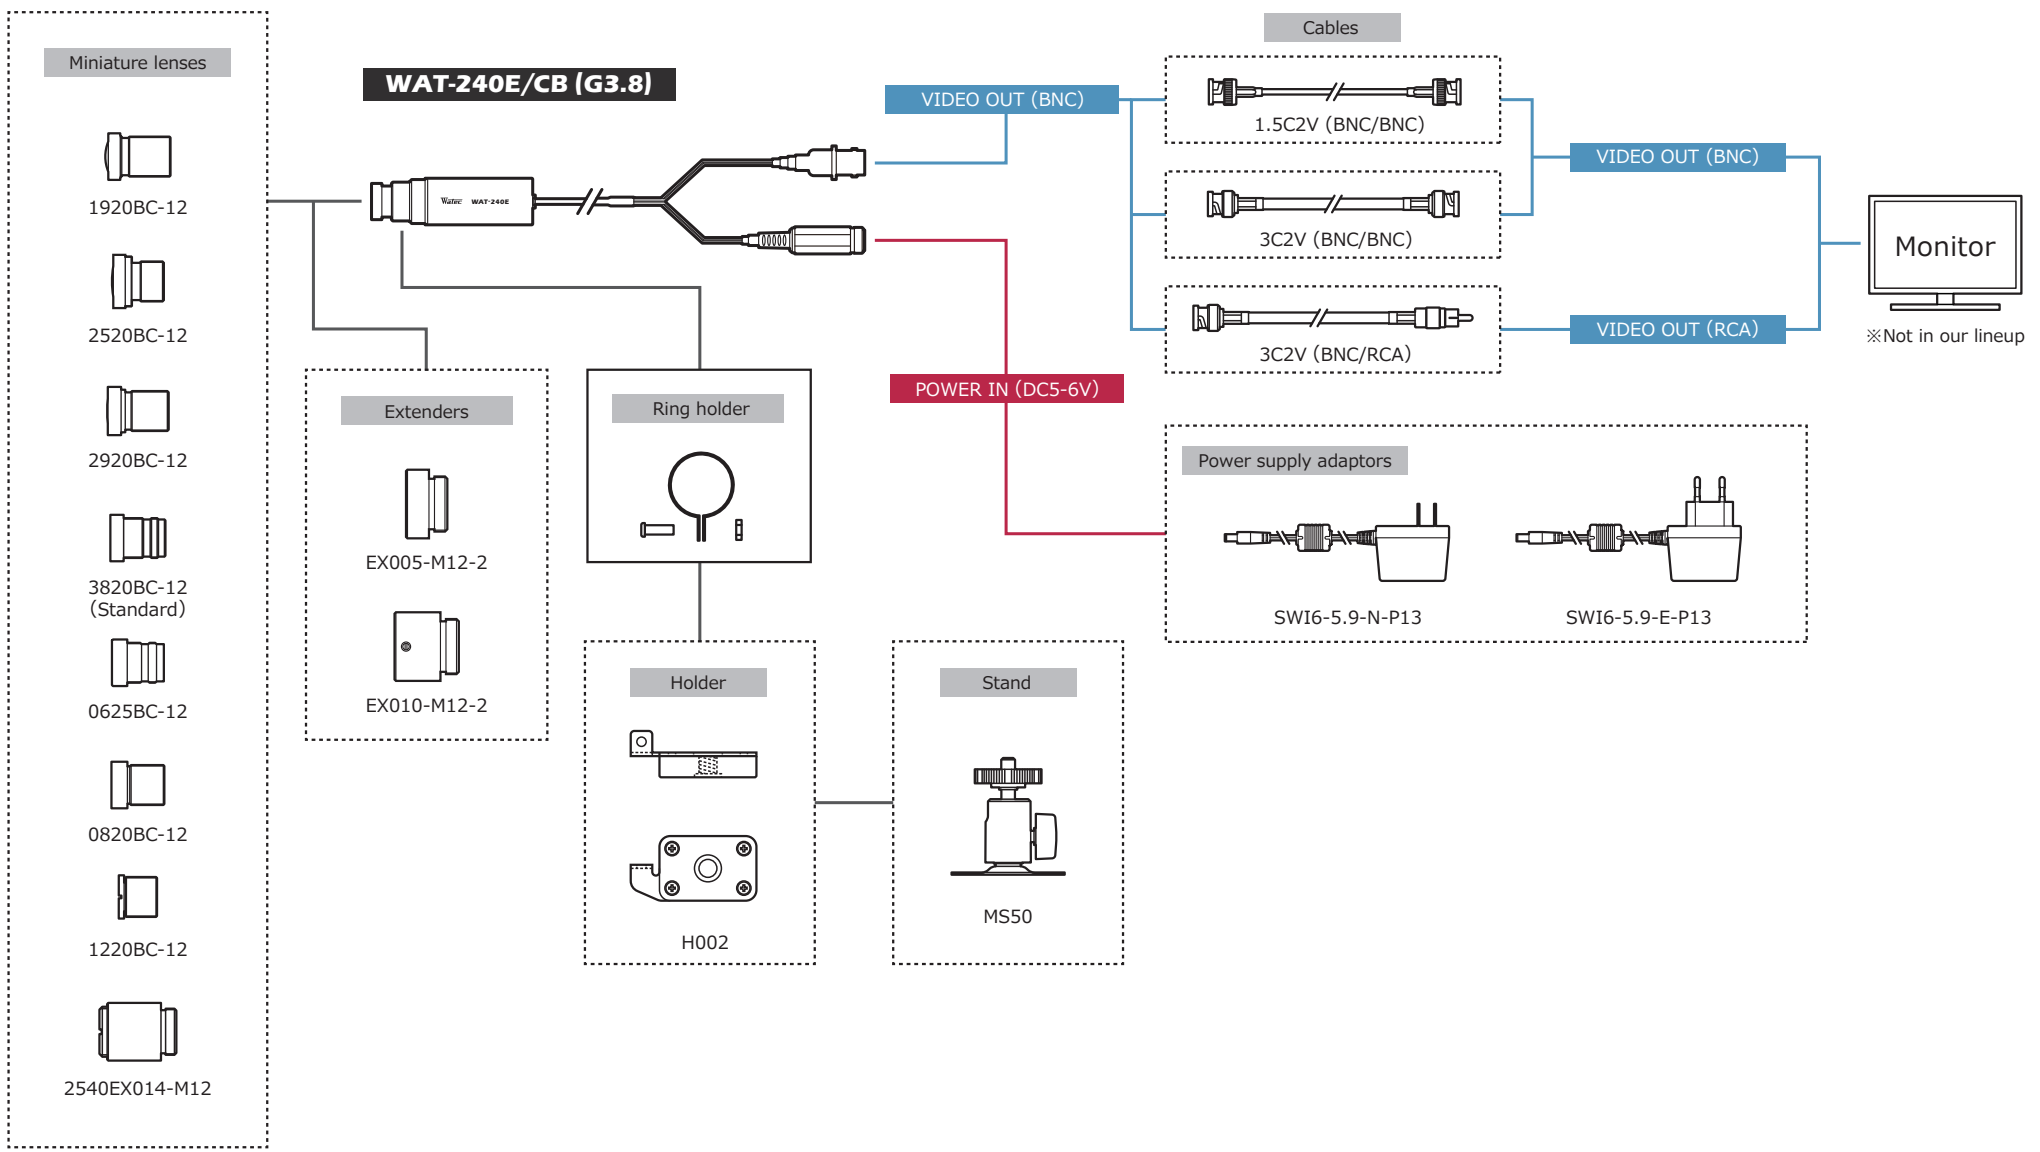 Miniature lenses
1920BC-12
2520BC-12
2920BC-12
3820BC-12
(Standard)
0625BC-12
0820BC-12
1220BC-12
2540EX014-M12
WAT-240E/CB (G3.8)
Watec WAT-240E
Extenders
EX005-M12-2
EX010-M12-2
Ring holder
Holder
H002
Stand
MS50
VIDEO OUT (BNC)
POWER IN (DC5-6V)
Cables
1.5C2V (BNC/BNC)
3C2V (BNC/BNC)
3C2V (BNC/RCA)
VIDEO OUT (BNC)
VIDEO OUT (RCA)
Monitor
※Not in our lineup
Power supply adaptors
SWI6-5.9-N-P13
SWI6-5.9-E-P13